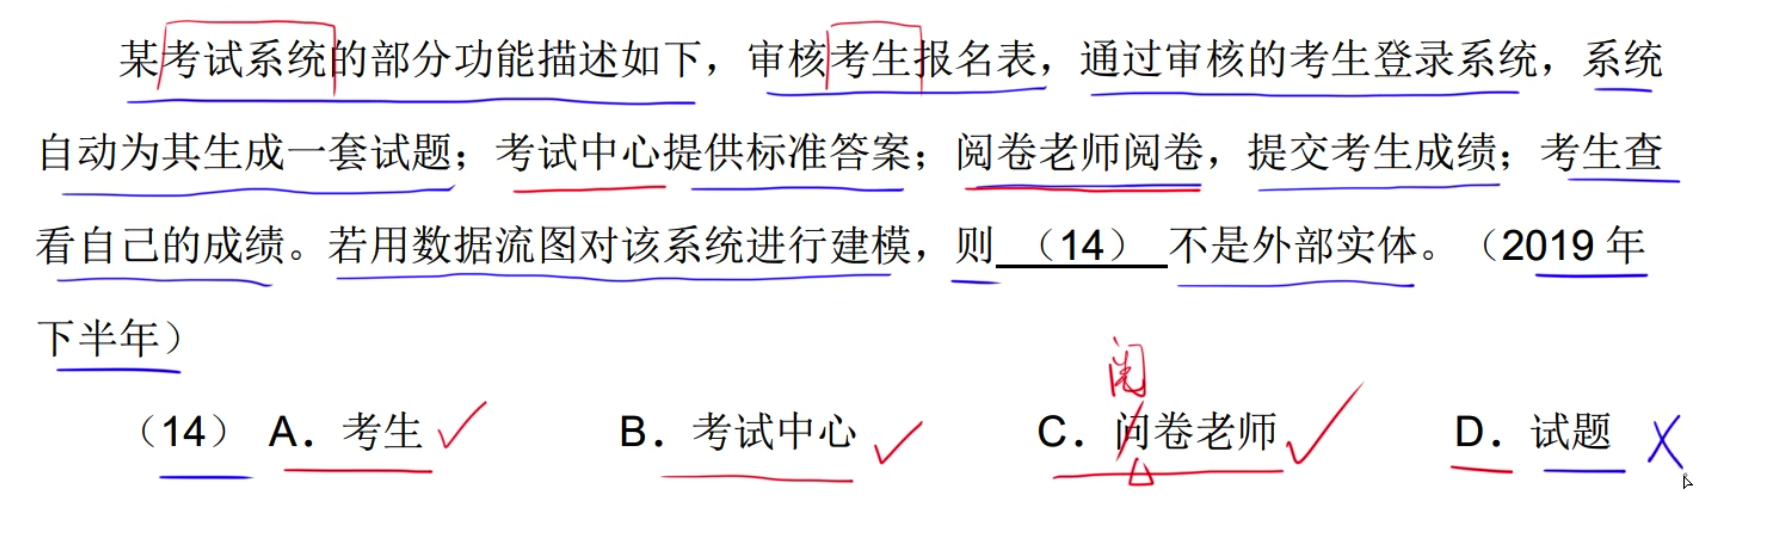 某考试系统的部分功能描述如下，审核考生报名表，通过审核的考生登录系统，系统
自动为其生成一套试题；考试中心提供标准答案；阅卷老师阅卷，提交考生成绩；考生查
看自己的成绩。若用数据流图对该系统进行建模，则（14）不是外部实体。（2019 年
下半年）
阅
（14） A．考生 B．考试中心 C．问卷老师 D．试题